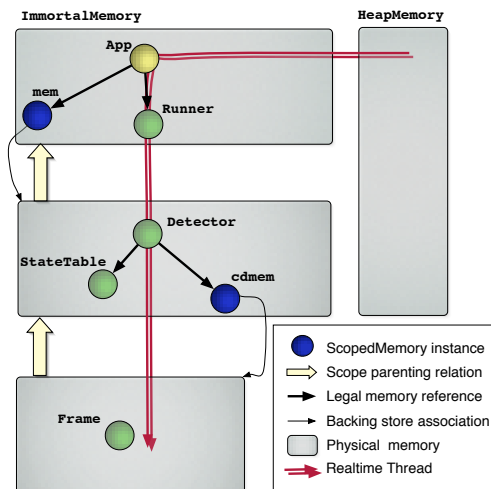 ImmortalMemory
HeapMemory
App
mem
Runner
Detector
StateTable
cdmem
Frame
ScopedMemory instance
Scope parenting relation
Legal memory reference
Backing store association
Physical memory
Realtime Thread